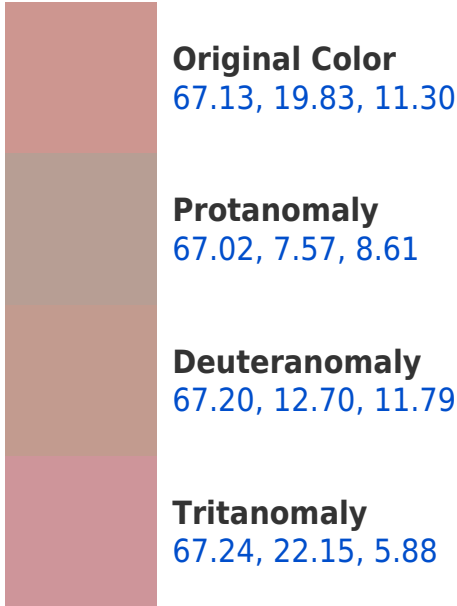 Original Color
67.13, 19.83, 11.30
Protanomaly
67.02, 7.57, 8.61
Deuteranomaly
67.20, 12.70, 11.79
Tritanomaly
67.24, 22.15, 5.88